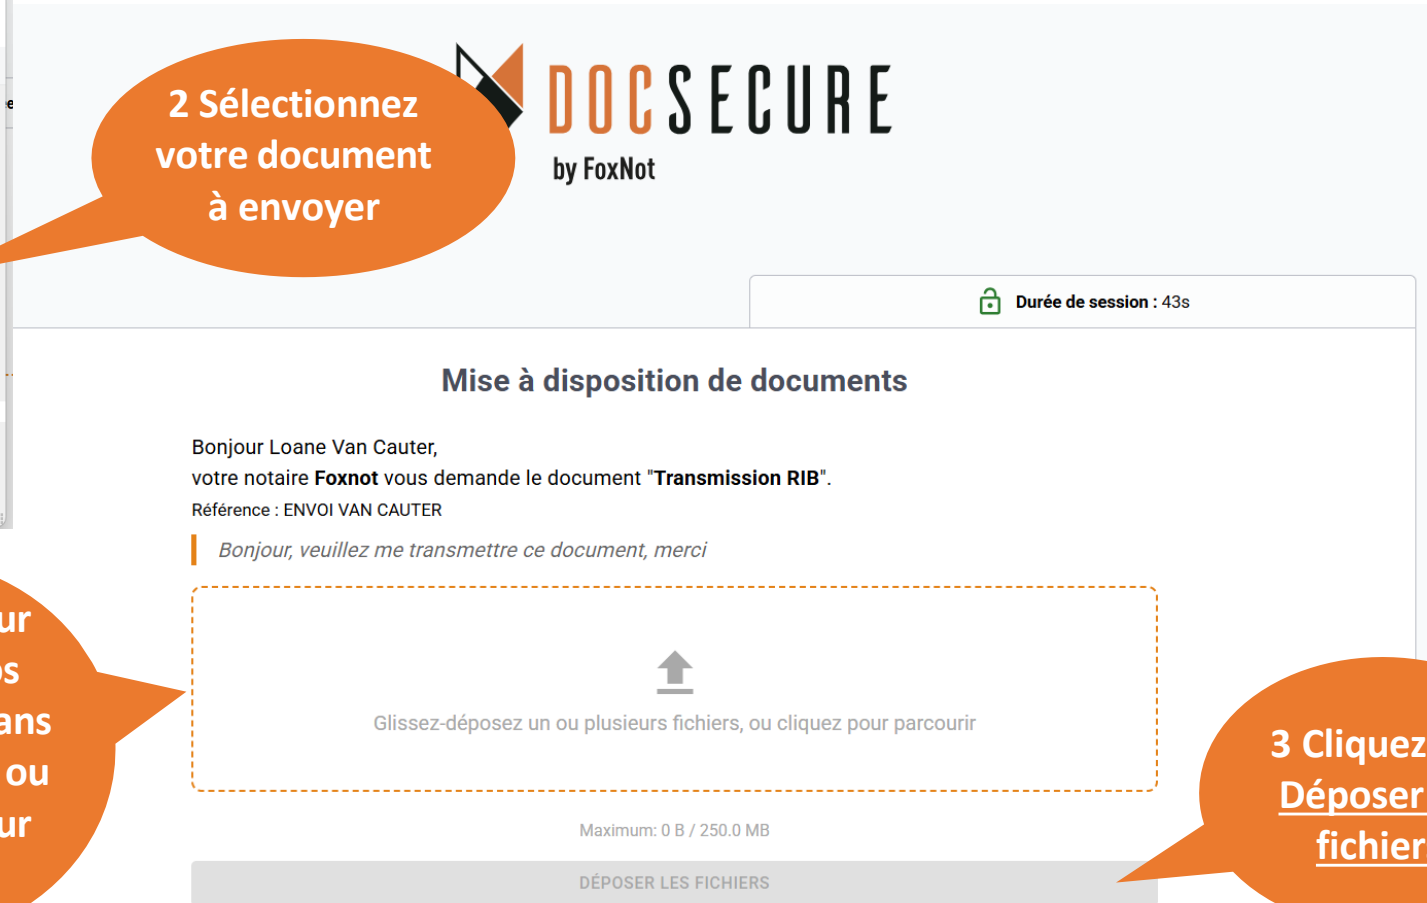 2 Sélectionnez
votre document
à envoyer
DOCSECURE
by FoxNot
Durée de session : 43s
Mise à disposition de documents
Bonjour Loane Van Cauter,
votre notaire Foxnot vous demande le document "Transmission RIB".
Référence : ENVOI VAN CAUTER
Bonjour, veuillez me transmettre ce document, merci
Glissez-déposez un ou plusieurs fichiers, ou cliquez pour parcourir
ou
3 Cliquez
Déposer
Maximum: 0 B / 250.0 MB
DÉPOSER LES FICHIERS